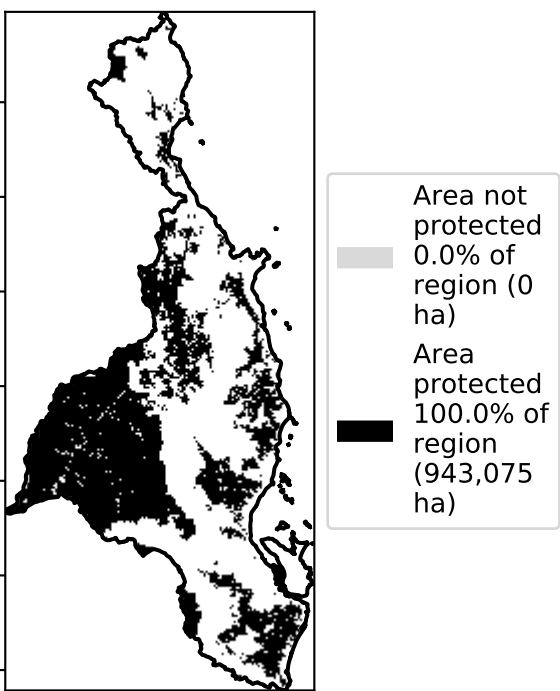 Area not
protected
0.0% of
region (0
ha)
Area
protected
100.0% of
region
(943,075
ha)